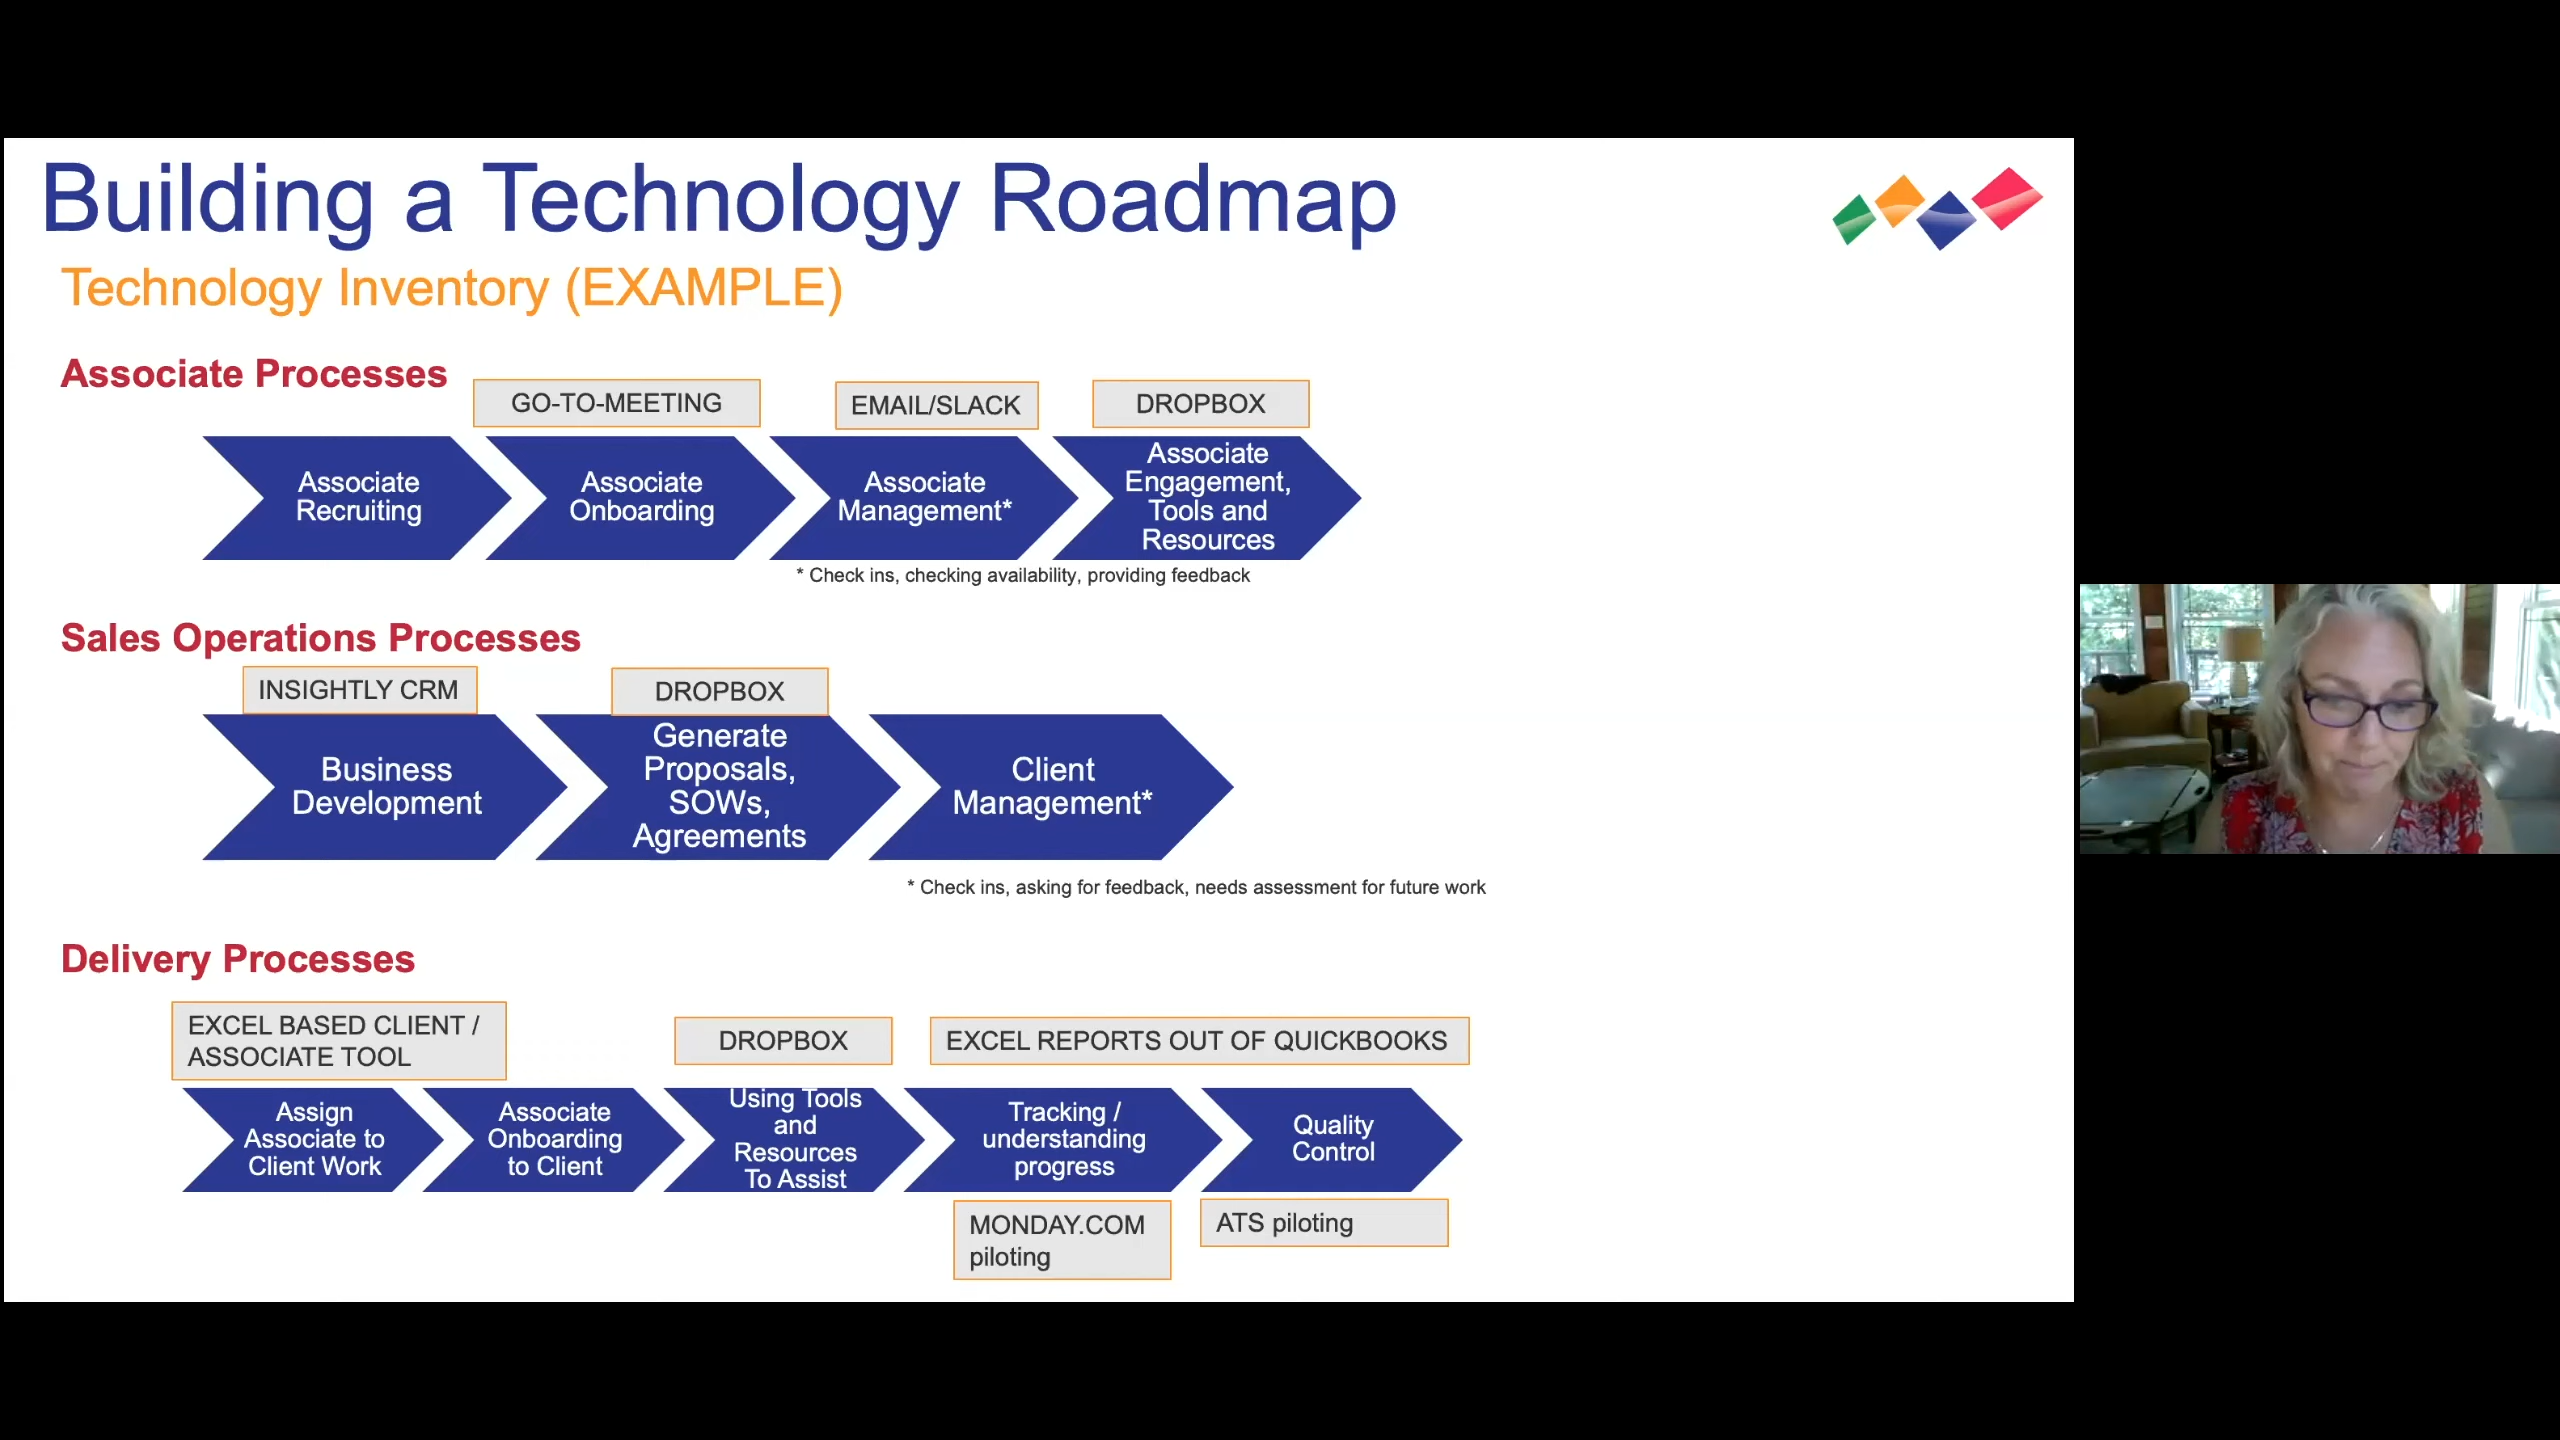 Building a Technology Roadmap
Technology Inventory (EXAMPLE)
Associate Processes
GO-TO-MEETING
EMAIL/SLACK
DROPBOX
Associate
Recruiting
Associate
Onboarding
Associate
Management*
Associate
Engagement,
Tools and
Resources
* Check ins, checking availability, providing feedback
Sales Operations Processes
INSIGHTLY CRM
DROPBOX
Business
Development
Generate
Proposals,
SOWs,
Agreements
Client
Management*
* Check ins, asking for feedback, needs assessment for future work
Delivery Processes
EXCEL BASED CLIENT /
ASSOCIATE TOOL
DROPBOX
EXCEL REPORTS OUT OF QUICKBOOKS
Assign
Associate to
Client Work
Associate
Onboarding
to Client
Using Tools
and
Resources
To Assist
Tracking /
understanding
progress
Quality
Control
MONDAY.COM
piloting
ATS piloting